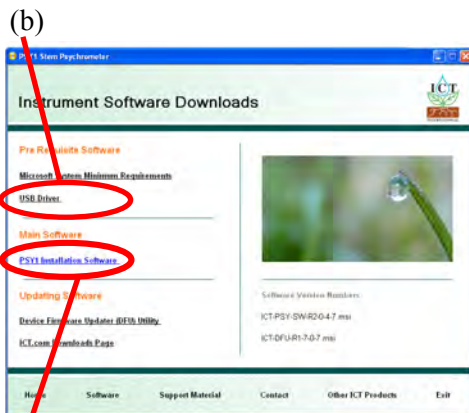 (b)
PSY1 Stem Psychrometer
Instrument Software Downloads
ICT
Pre Requisite Software
Microsoft System Minimum Requirements
USB Driver
Main Software
PSY1 Installation Software
Updating Software
Device Firmware Updater (DFU) Utility
ICT.com Downloads Page
Software Version Numbers:
ICT-PSY-SW-R2-0-4-7 msi
ICT-DFU-R1-7-0-7 msi
Home Software Support Material Contact Other ICT Products Exit